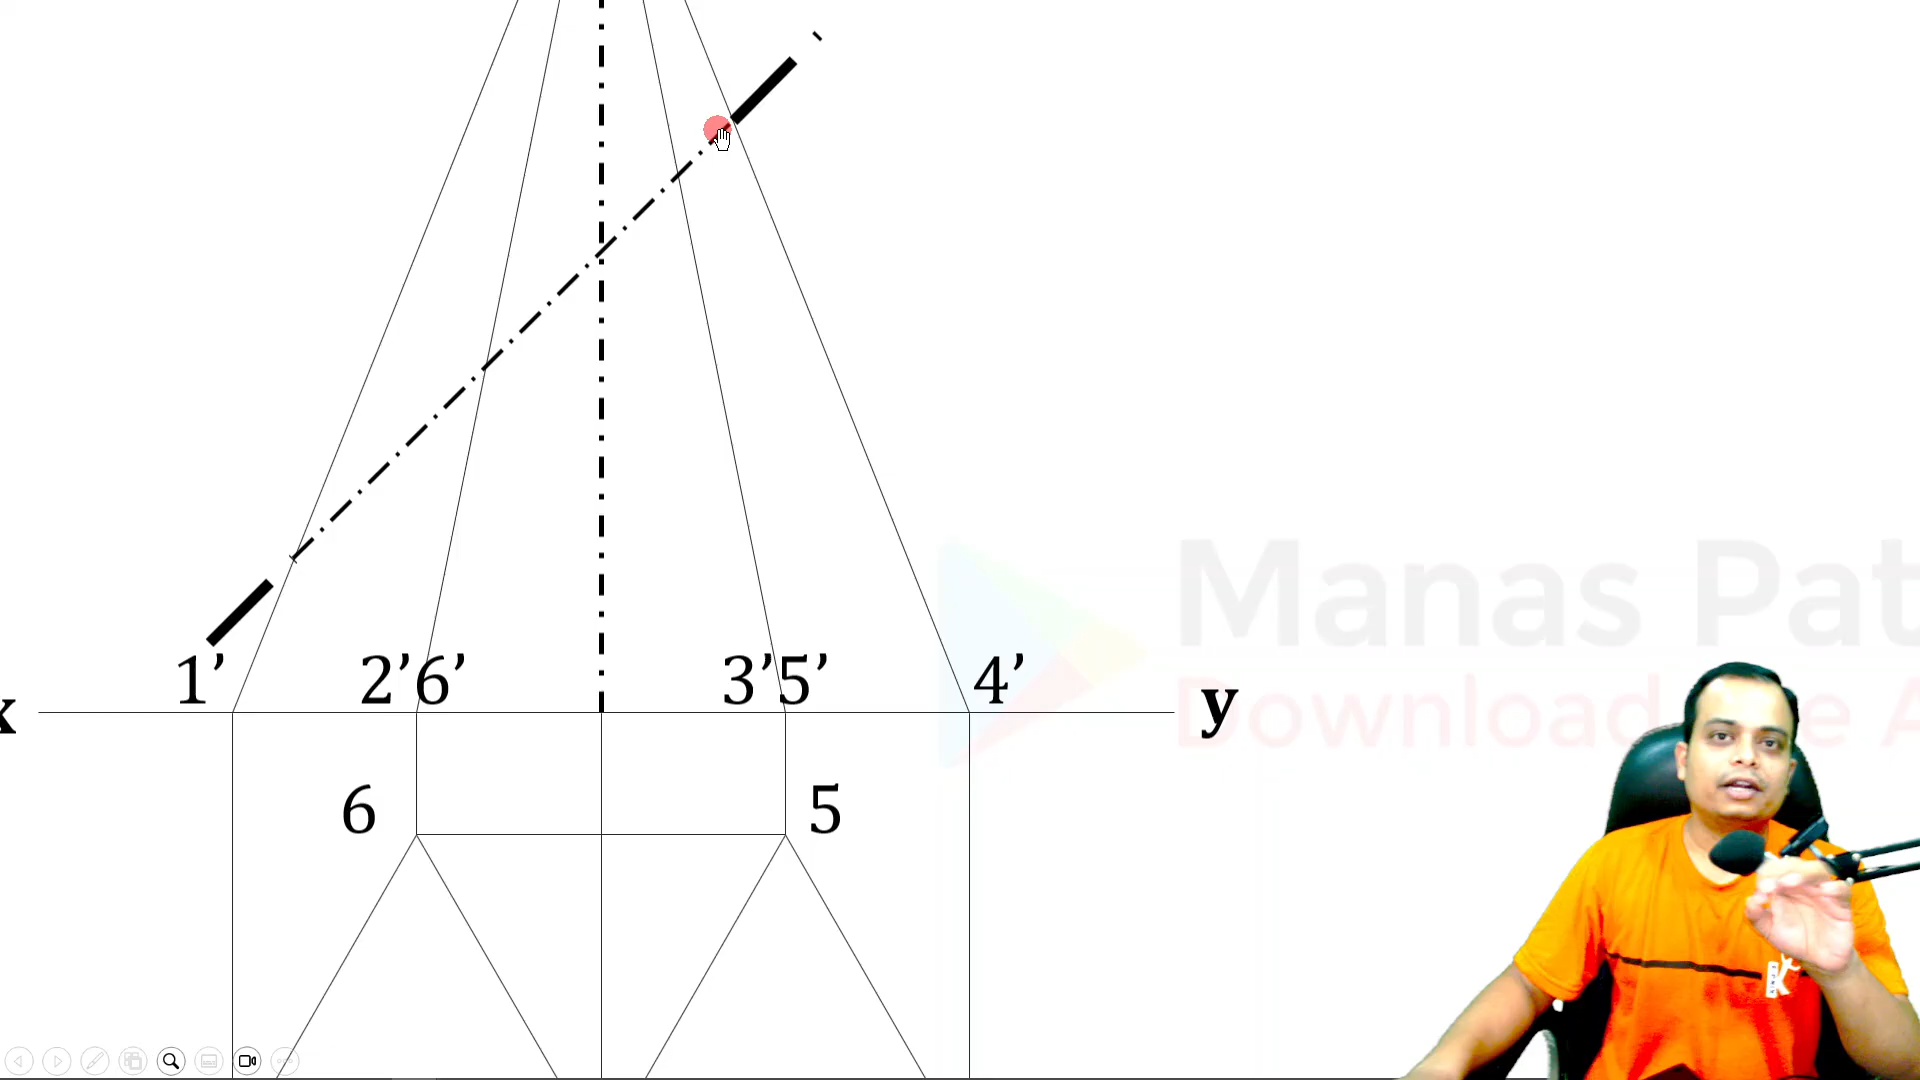 1’ 2’6’ 3’5’ 4’
x y
6 5
Manas Pat
Download e A
K